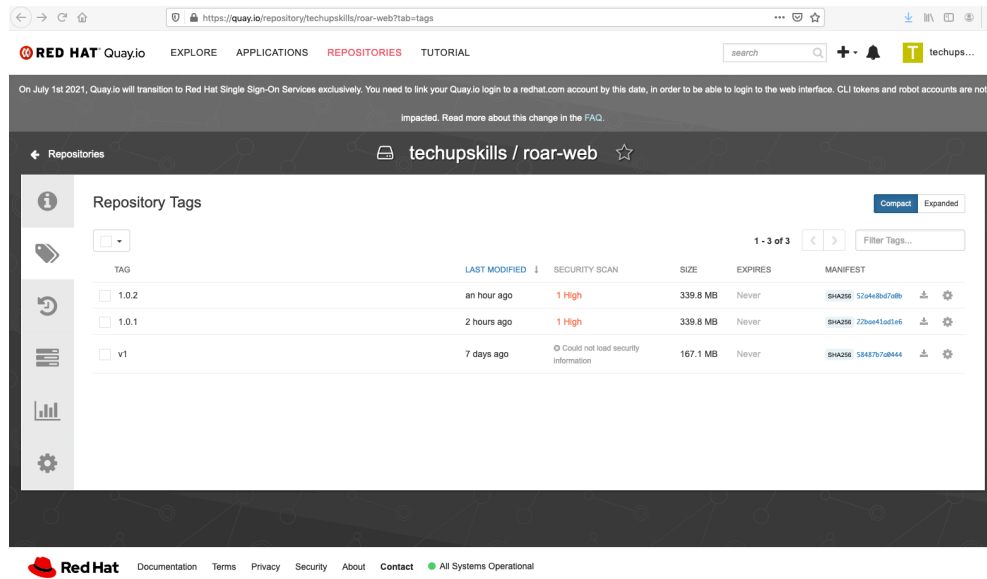 https://quay.io/repository/techupskills/roar-web?tab=tags
RED HAT® Quay.io EXPLORE APPLICATIONS REPOSITORIES TUTORIAL search T techups...
On July 1st 2021, Quay.io will transition to Red Hat Single Sign-On Services exclusively. You need to link your Quay.io login to a redhat.com account by this date, in order to be able to login to the web interface. CLI tokens and robot accounts are not
impacted. Read more about this change in the FAQ.
Repositories techupskills / roar-web
Repository Tags Compact Expanded
1 - 3 of 3 Filter Tags...
TAG LAST MODIFIED SECURITY SCAN SIZE EXPIRES MANIFEST
1.0.2 an hour ago 1 High 339.8 MB Never SHA256 52a4e8bd7a0b
1.0.1 2 hours ago 1 High 339.8 MB Never SHA256 22bae41ad1e6
v1 7 days ago Could not load security information 167.1 MB Never SHA256 58487b7a0444
Red Hat Documentation Terms Privacy Security About Contact All Systems Operational